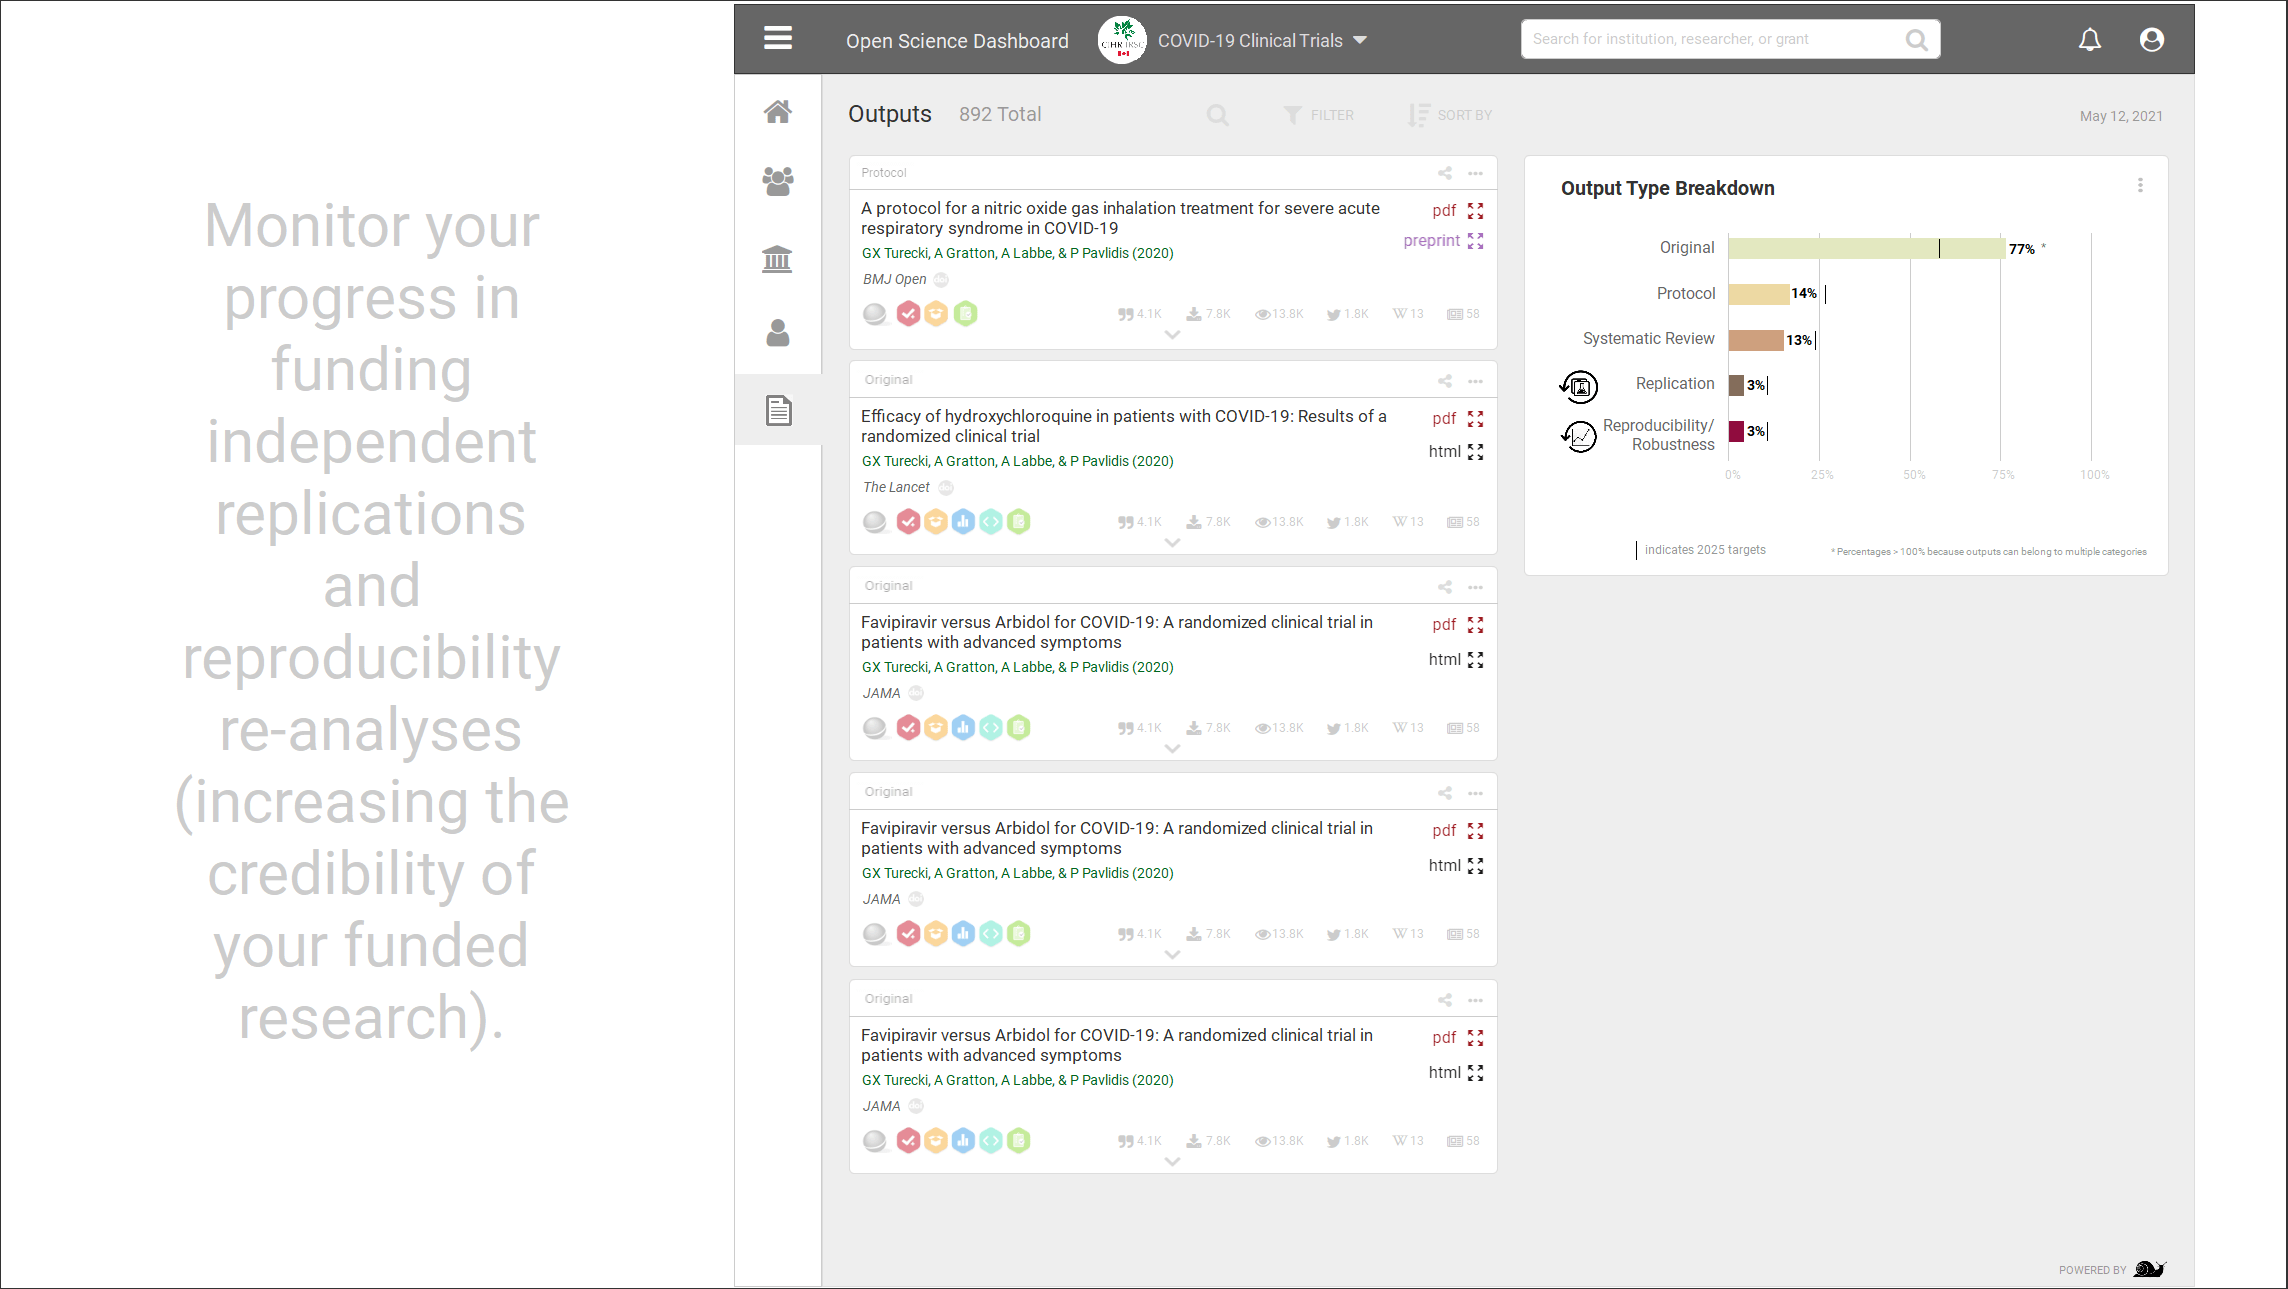 Monitor your
progress in
funding
independent
replications
and
reproducibility
re-analyses
(increasing the
credibility of
your funded
research).
Open Science Dashboard
CIHR IRSC
COVID-19 Clinical Trials
Search for institution, researcher, or grant
Outputs 892 Total
FILTER
SORT BY
May 12, 2021
Protocol
A protocol for a nitric oxide gas inhalation treatment for severe acute
respiratory syndrome in COVID-19
pdf
preprint
GX Turecki, A Gratton, A Labbe, & P Pavlidis (2020)
BMJ Open doi
4.1K 7.8K 13.8K 1.8K W 13 58
Original
Efficacy of hydroxychloroquine in patients with COVID-19: Results of a
randomized clinical trial
pdf
html
GX Turecki, A Gratton, A Labbe, & P Pavlidis (2020)
The Lancet doi
4.1K 7.8K 13.8K 1.8K W 13 58
Original
Favipiravir versus Arbidol for COVID-19: A randomized clinical trial in
patients with advanced symptoms
pdf
html
GX Turecki, A Gratton, A Labbe, & P Pavlidis (2020)
JAMA doi
4.1K 7.8K 13.8K 1.8K W 13 58
Original
Favipiravir versus Arbidol for COVID-19: A randomized clinical trial in
patients with advanced symptoms
pdf
html
GX Turecki, A Gratton, A Labbe, & P Pavlidis (2020)
JAMA doi
4.1K 7.8K 13.8K 1.8K W 13 58
Original
Favipiravir versus Arbidol for COVID-19: A randomized clinical trial in
patients with advanced symptoms
pdf
html
GX Turecki, A Gratton, A Labbe, & P Pavlidis (2020)
JAMA doi
4.1K 7.8K 13.8K 1.8K W 13 58
Output Type Breakdown
Original 77% *
Protocol 14%
Systematic Review 13%
Replication 3%
Reproducibility/
Robustness 3%
0% 25% 50% 75% 100%
indicates 2025 targets
* Percentages > 100% because outputs can belong to multiple categories
POWERED BY